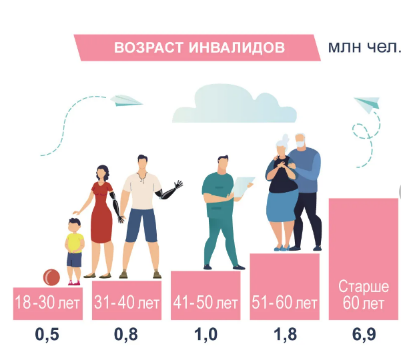 ВОЗРАСТ ИНВАЛИДОВ млн чел.
18-30 лет 31-40 лет 41-50 лет 51-60 лет Старше
60 лет
0,5 0,8 1,0 1,8 6,9